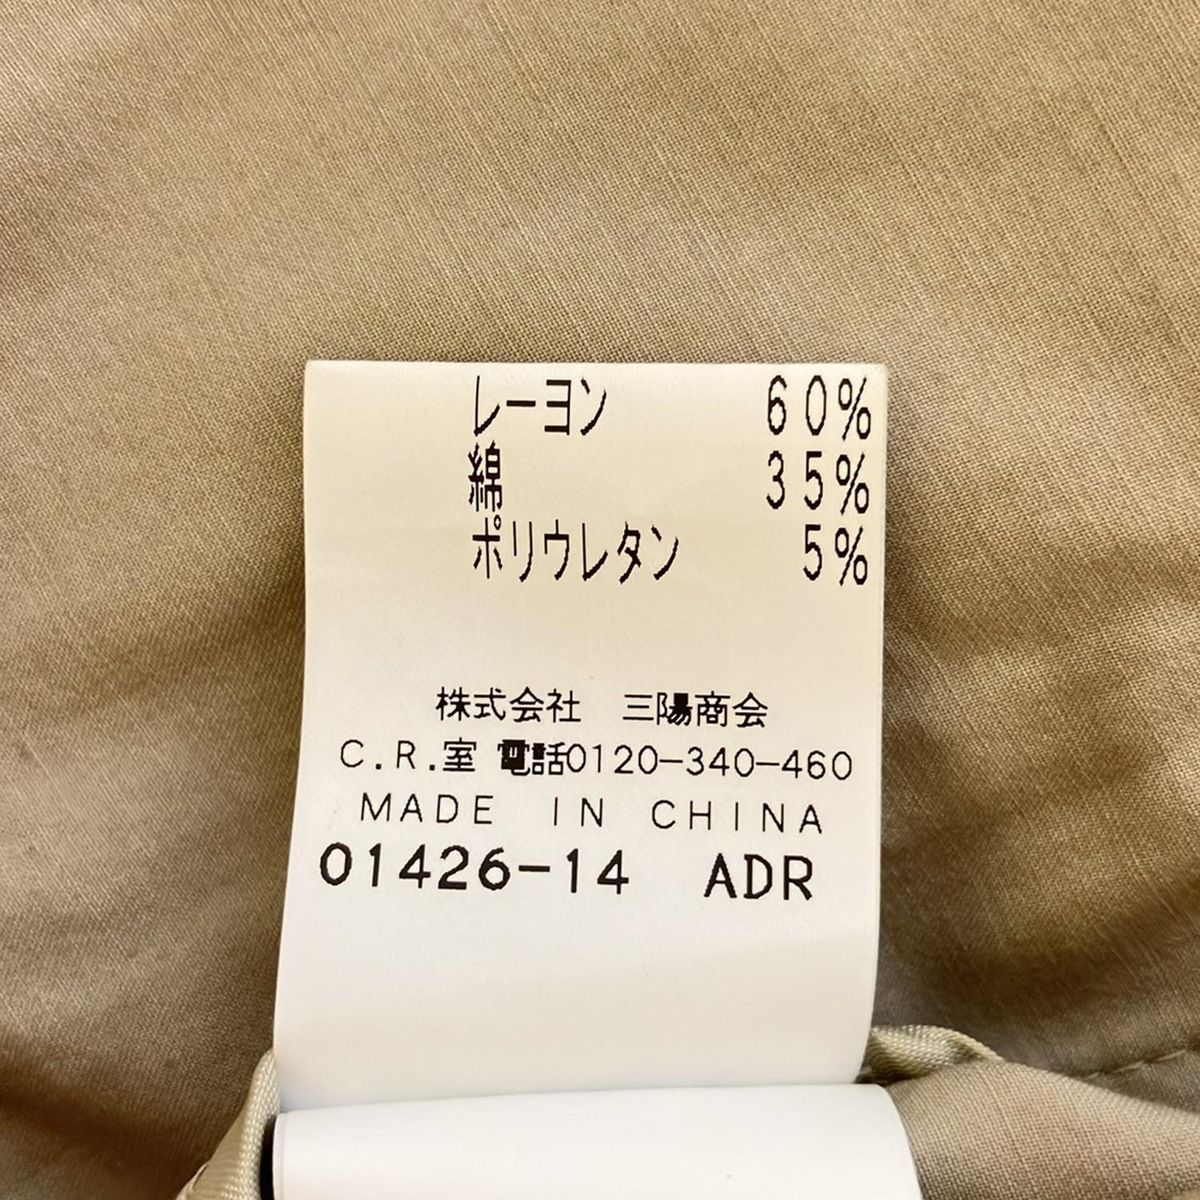 レーヨン 60%
綿 35%
ポリウレタン 5%
株式会社 三陽商会
C.R.室 電話0120-340-460
MADE IN CHINA
01426-14 ADR